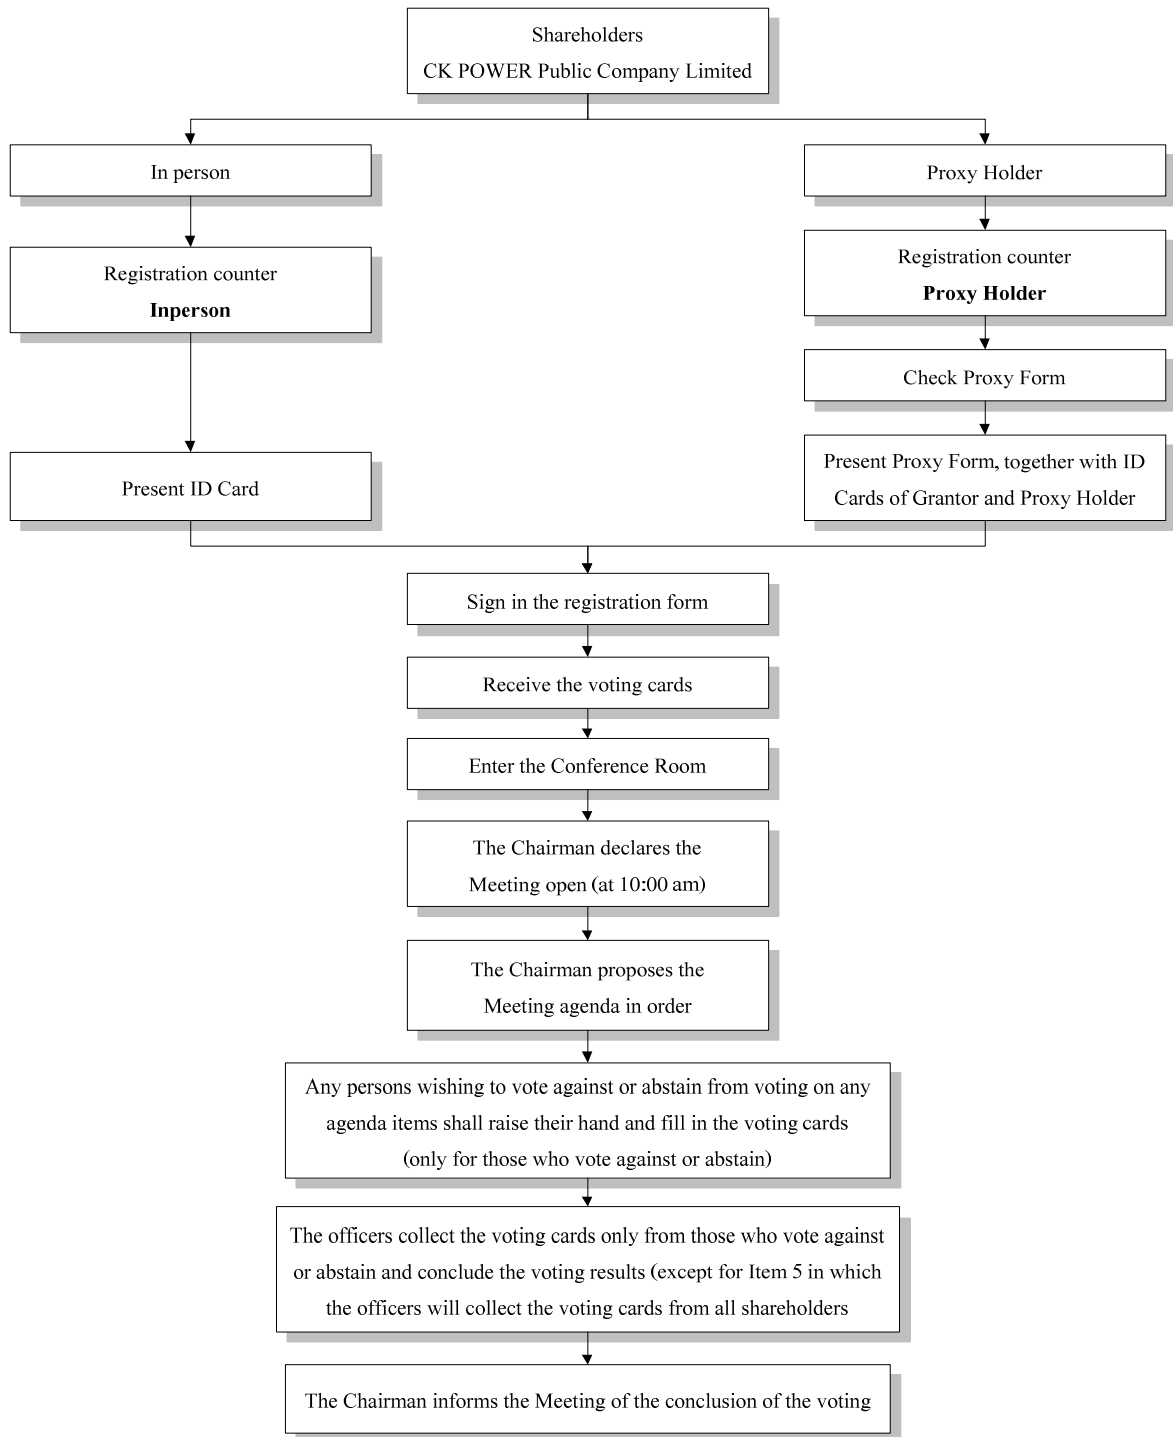 Shareholders
CK POWER Public Company Limited
In person
Proxy Holder
Registration counter
Inperson
Registration counter
Proxy Holder
Check Proxy Form
Present ID Card
Present Proxy Form, together with ID
Cards of Grantor and Proxy Holder
Sign in the registration form
Receive the voting cards
Enter the Conference Room
The Chairman declares the
Meeting open (at 10:00 am)
The Chairman proposes the
Meeting agenda in order
Any persons wishing to vote against or abstain from voting on any
agenda items shall raise their hand and fill in the voting cards
(only for those who vote against or abstain)
The officers collect the voting cards only from those who vote against
or abstain and conclude the voting results (except for Item 5 in which
the officers will collect the voting cards from all shareholders
The Chairman informs the Meeting of the conclusion of the voting